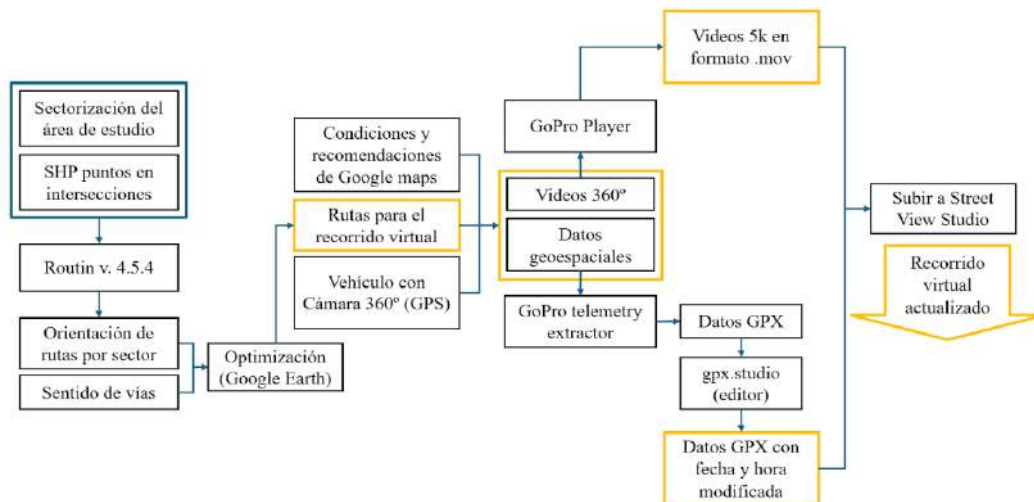 Sectorización del
área de estudio
SHP puntos en
intersecciones
Routin v. 4.5.4
Orientación de
rutas por sector
Sentido de vías
Optimización
(Google Earth)
Condiciones y
recomendaciones
de Google maps
Rutas para el
recorrido virtual
Vehículo con
Cámara 360º (GPS)
Videos 5k en
formato .mov
GoPro Player
Videos 360º
Datos
geoespaciales
GoPro telemetry
extractor
Datos GPX
gpx.studio
(editor)
Datos GPX con
fecha y hora
modificada
Subir a Street
View Studio
Recorrido
virtual
actualizado